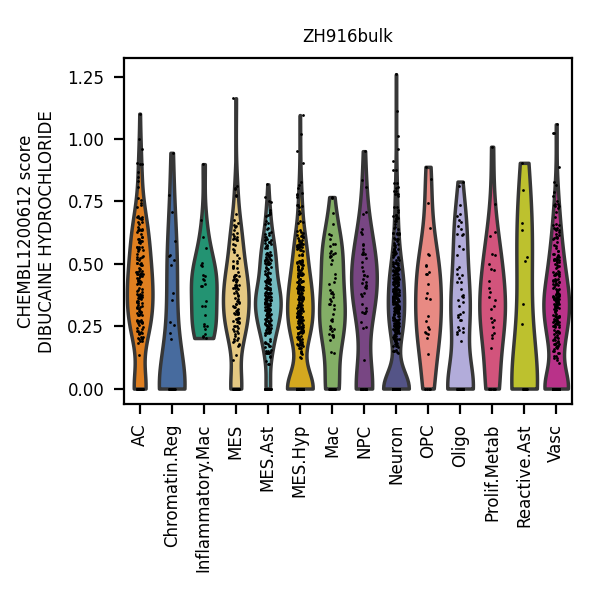 ZH916bulk
CHEMBL1200612 score
DIBUCAINE HYDROCHLORIDE
1.25
1.00
0.75
0.50
0.25
0.00
AC
Chromatin.Reg
Inflammatory.Mac
MES
MES.Ast
MES.Hyp
Mac
NPC
Neuron
OPC
Oligo
Prolif.Metab
Reactive.Ast
Vasc